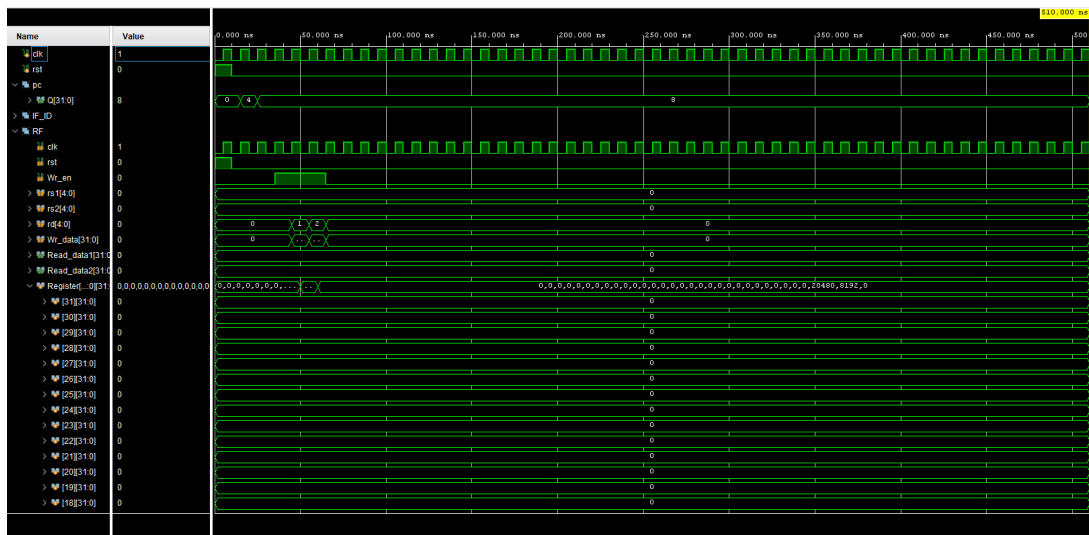 510.000 ns
Name Value 0.000 ns 50.000 ns 100.000 ns 150.000 ns 200.000 ns 250.000 ns 300.000 ns 350.000 ns 400.000 ns 450.000 ns 500
clk 1
rst 0
pc
Q[31:0] 8 0 4 8
IF_ID
RF
clk 1
rst 0
Wr_en 0
rs1[4:0] 0 0
rs2[4:0] 0 0
rd[4:0] 0 0 1 2 0
Wr_data[31:0] 0 0 .. .. 0
Read_data1[31:0 0 0
Read_data2[31:0 0 0
Register[...:0][31: 0,0,0,0,0,0,0,0,0,0,0,0,0,0,0 0,0,0,0,0,0,0,... .. 0,0,0,0,0,0,0,0,0,0,0,0,0,0,0,0,0,0,0,0,0,0,0,0,0,0,0,0,0,20480,8192,0
[31][31:0] 0 0
[30][31:0] 0 0
[29][31:0] 0 0
[28][31:0] 0 0
[27][31:0] 0 0
[26][31:0] 0 0
[25][31:0] 0 0
[24][31:0] 0 0
[23][31:0] 0 0
[22][31:0] 0 0
[21][31:0] 0 0
[20][31:0] 0 0
[19][31:0] 0 0
[18][31:0] 0 0